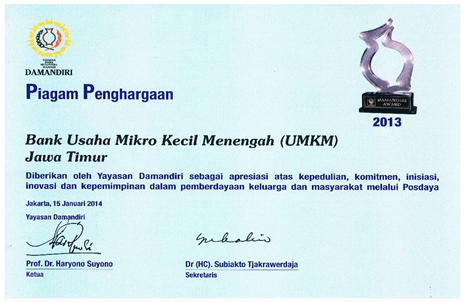 DAMANDIRI
Piagam Penghargaan
DAMANDIRI
AWARD
2013
Bank Usaha Mikro Kecil Menengah (UMKM)
Jawa Timur
Diberikan oleh Yayasan Damandiri sebagai apresiasi atas kepedulian, komitmen, inisiasi,
inovasi dan kepemimpinan dalam pemberdayaan keluarga dan masyarakat melalui Posdaya
Jakarta, 15 Januari 2014
Yayasan Damandiri
Prof. Dr. Haryono Suyono
Ketua
Dr (HC). Subiakto Tjakrawerdaja
Sekretaris